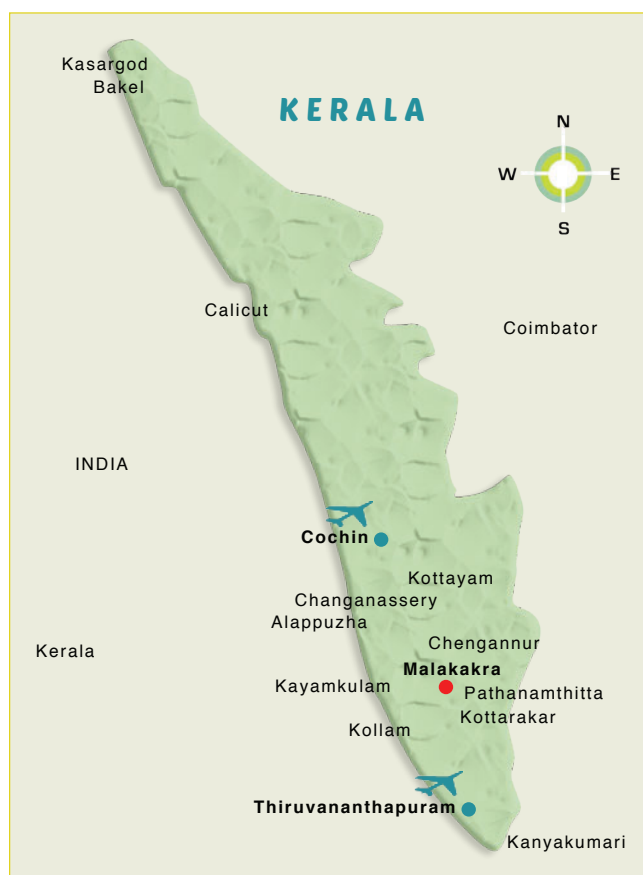 Kasargod
Bakel
KERALA
N
W
E
S
Calicut
Coimbator
INDIA
Cochin
Kottayam
Changanassery
Alappuzha
Chengannur
Kerala
Malakakra
Kayamkulam
Pathanamthitta
Kottarakar
Kollam
Thiruvananthapuram
Kanyakumari